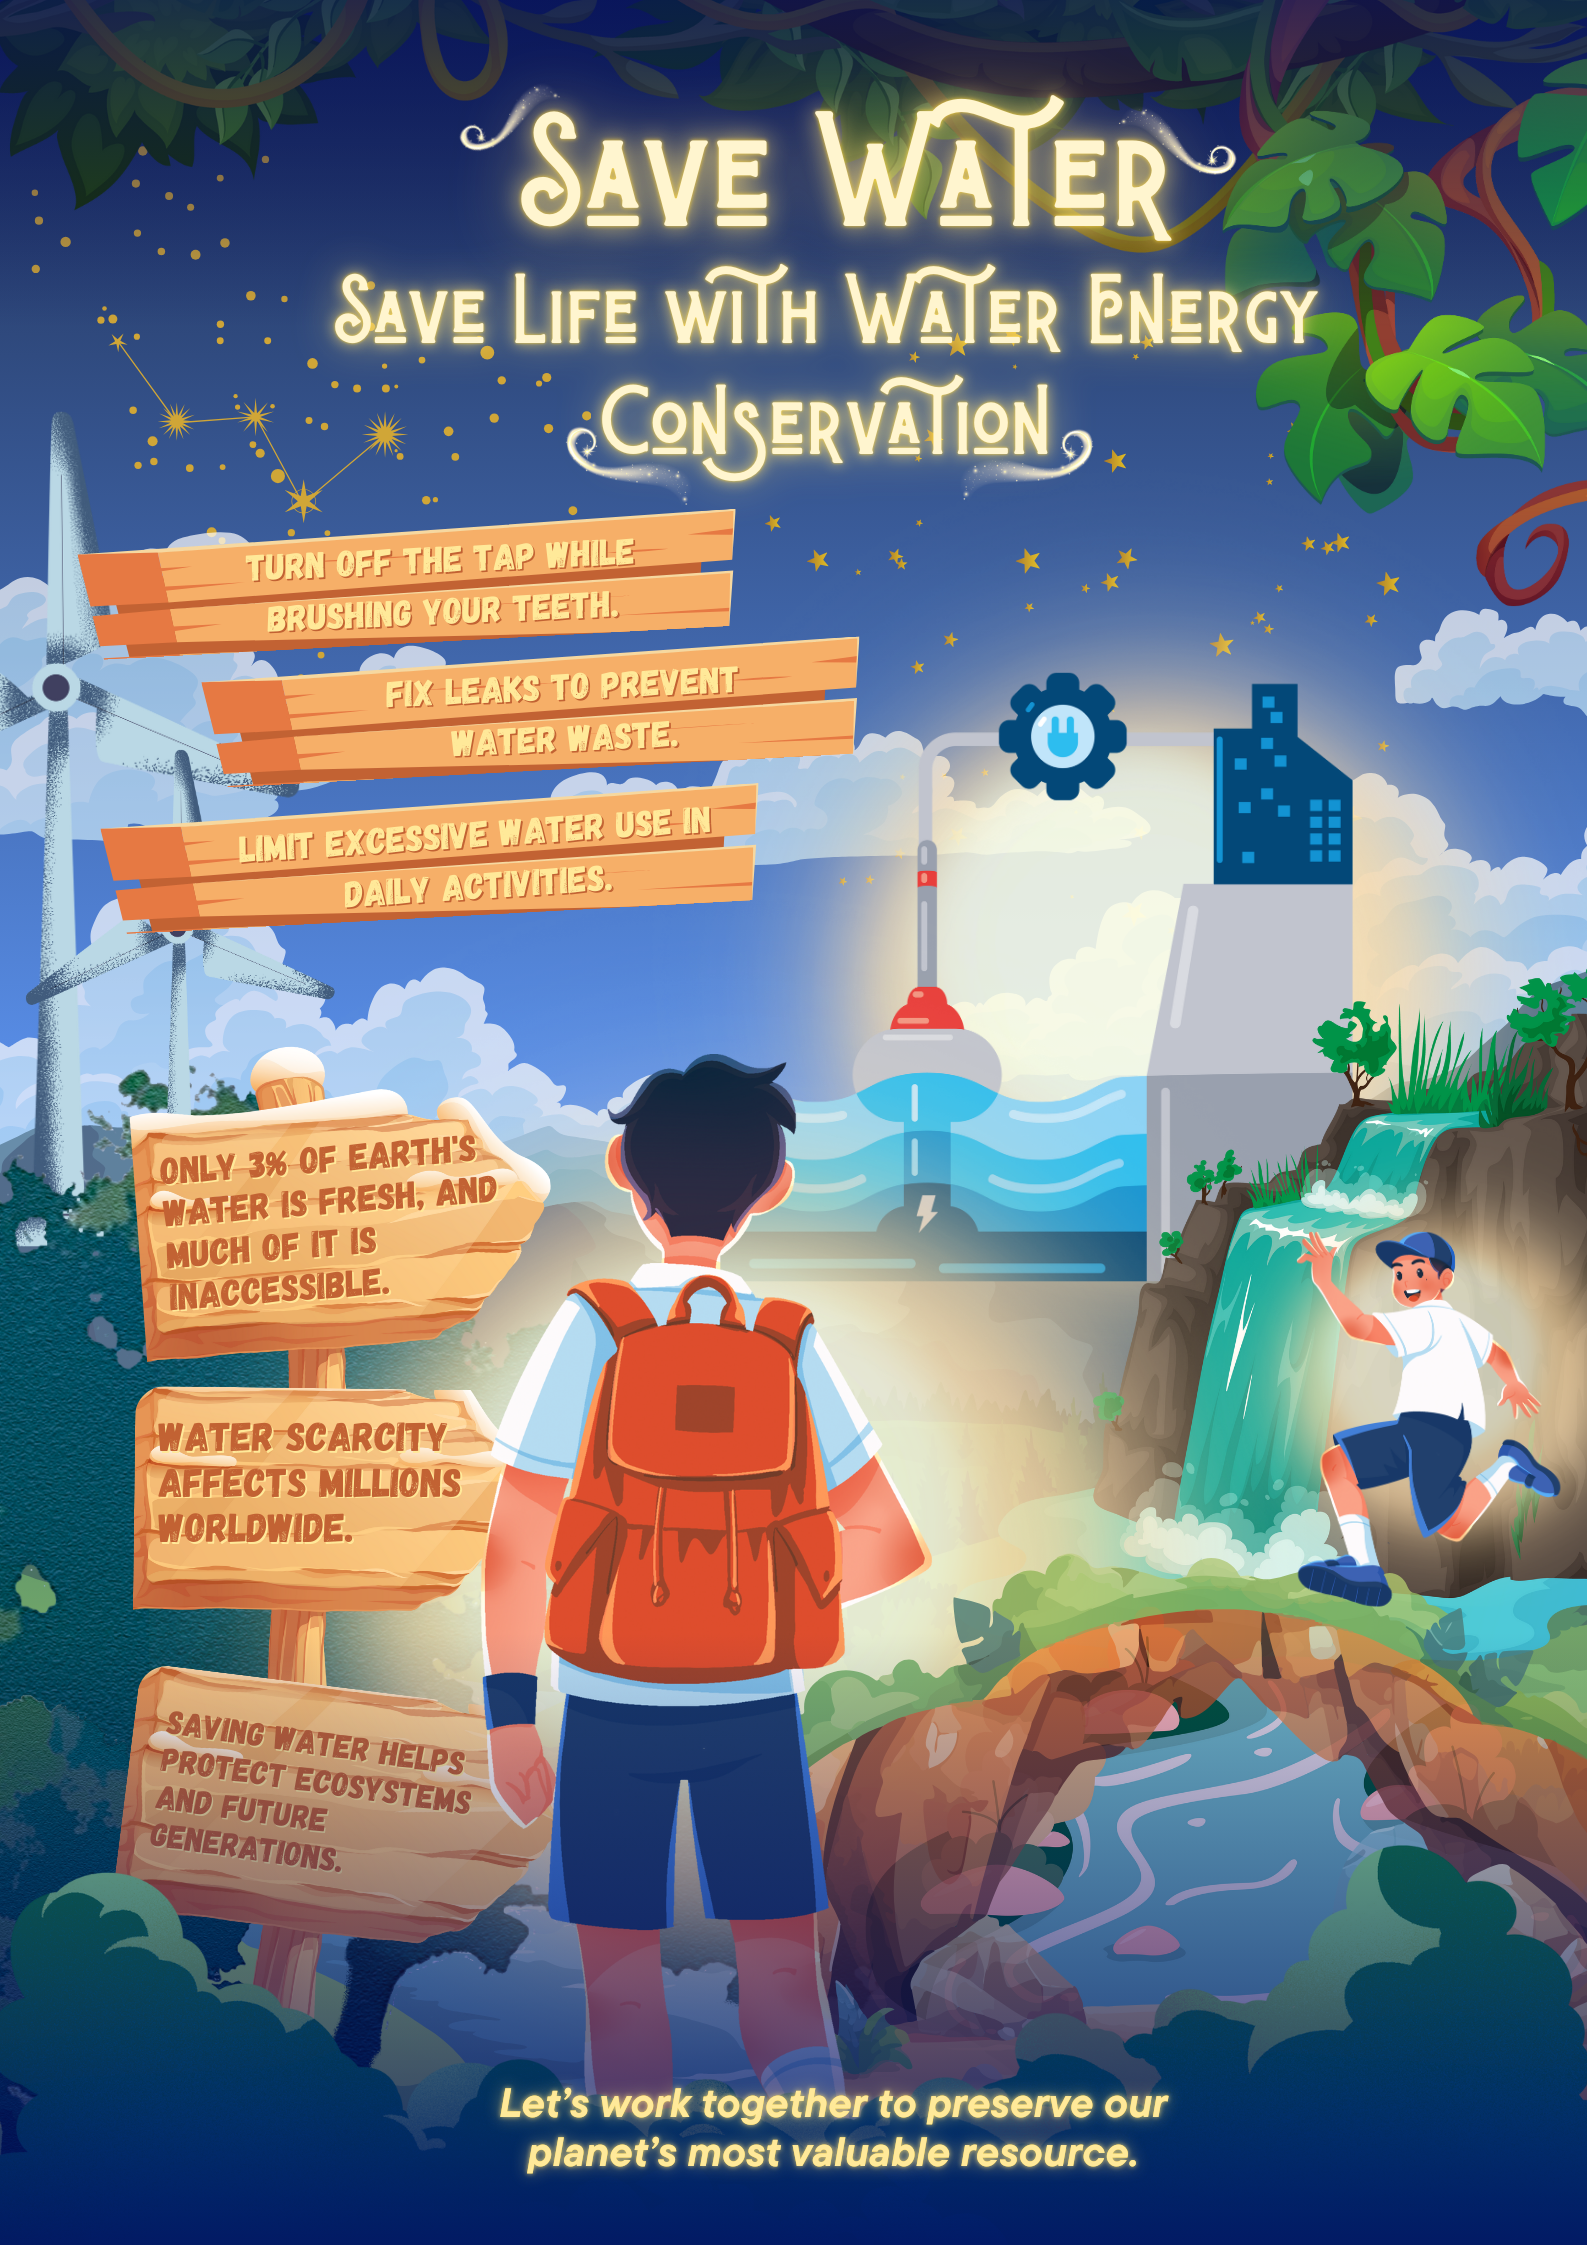 Save Water
Save Life with Water Energy
Conservation
TURN OFF THE TAP WHILE
BRUSHING YOUR TEETH.
FIX LEAKS TO PREVENT
WATER WASTE.
LIMIT EXCESSIVE WATER USE IN
DAILY ACTIVITIES.
ONLY 3% OF EARTH'S
WATER IS FRESH, AND
MUCH OF IT IS
INACCESSIBLE.
WATER SCARCITY
AFFECTS MILLIONS
WORLDWIDE.
SAVING WATER HELPS
PROTECT ECOSYSTEMS
AND FUTURE
GENERATIONS.
Let’s work together to preserve our
planet’s most valuable resource.